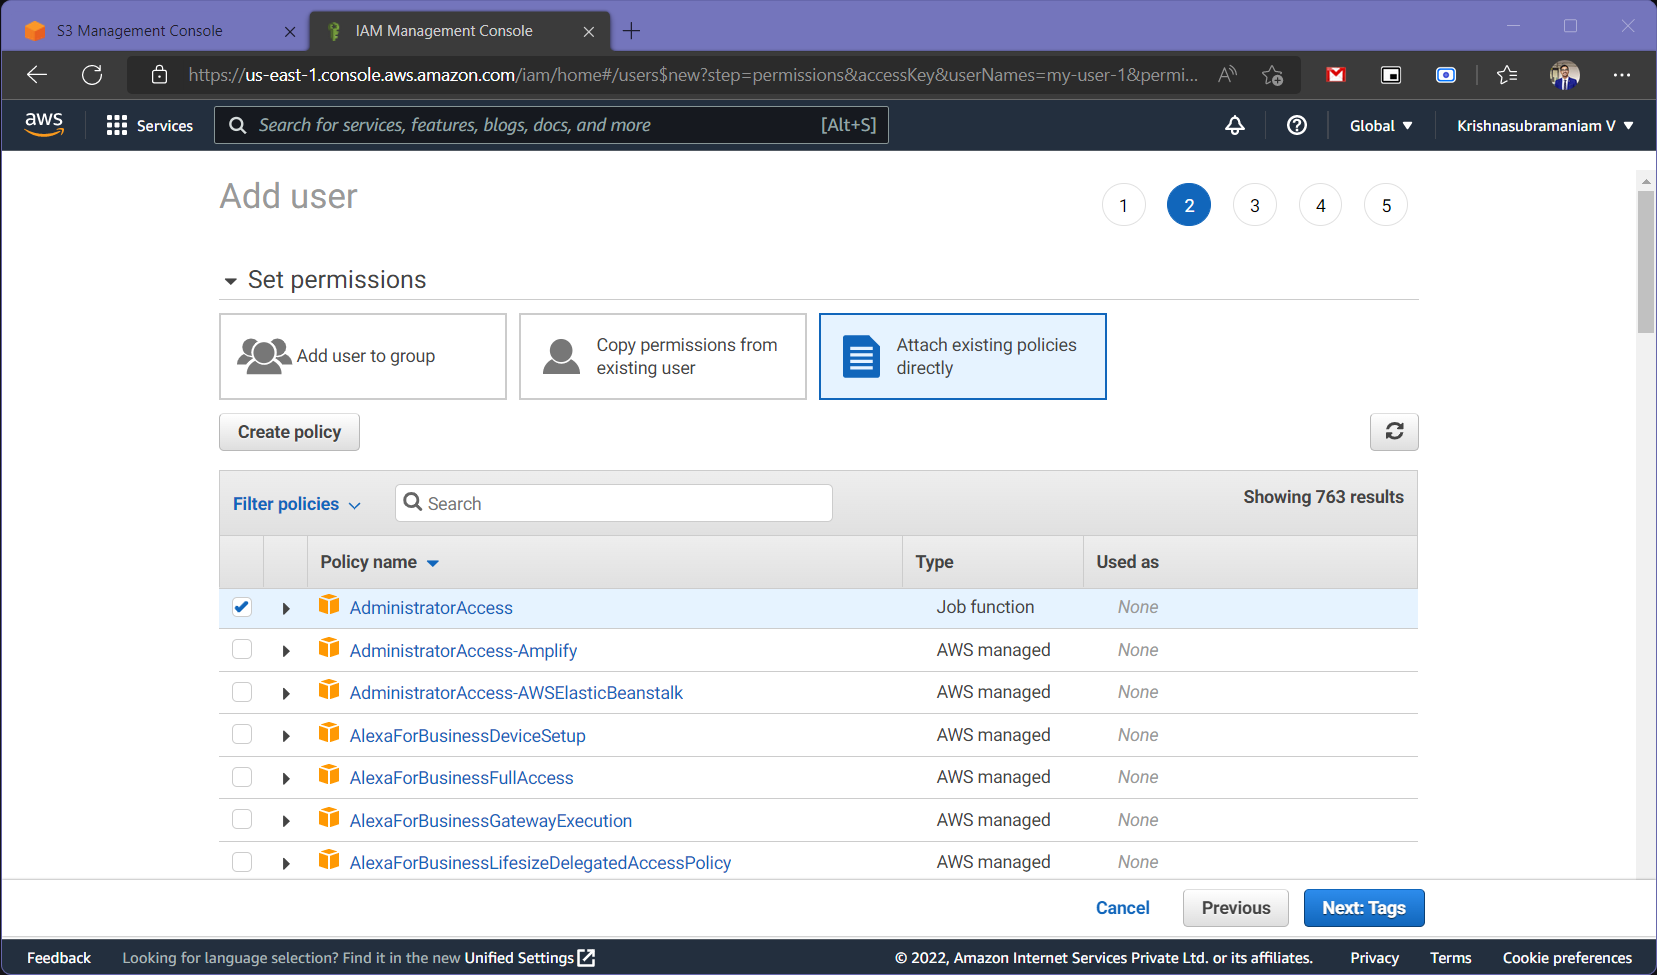 S3 Management Console
IAM Management Console
https://us-east-1.console.aws.amazon.com/iam/home#/users$new?step=permissions&accessKey&userNames=my-user-1&permi...
aws
Services
Search for services, features, blogs, docs, and more
[Alt+S]
Global
Krishnasubramaniam V
Add user
1 2 3 4 5
Set permissions
Add user to group
Copy permissions from
existing user
Attach existing policies
directly
Create policy
Filter policies
Search
Showing 763 results
Policy name Type Used as
AdministratorAccess Job function None
AdministratorAccess-Amplify AWS managed None
AdministratorAccess-AWSElasticBeanstalk AWS managed None
AlexaForBusinessDeviceSetup AWS managed None
AlexaForBusinessFullAccess AWS managed None
AlexaForBusinessGatewayExecution AWS managed None
AlexaForBusinessLifesizeDelegatedAccessPolicy AWS managed None
Cancel Previous Next: Tags
Feedback Looking for language selection? Find it in the new Unified Settings © 2022, Amazon Internet Services Private Ltd. or its affiliates. Privacy Terms Cookie preferences